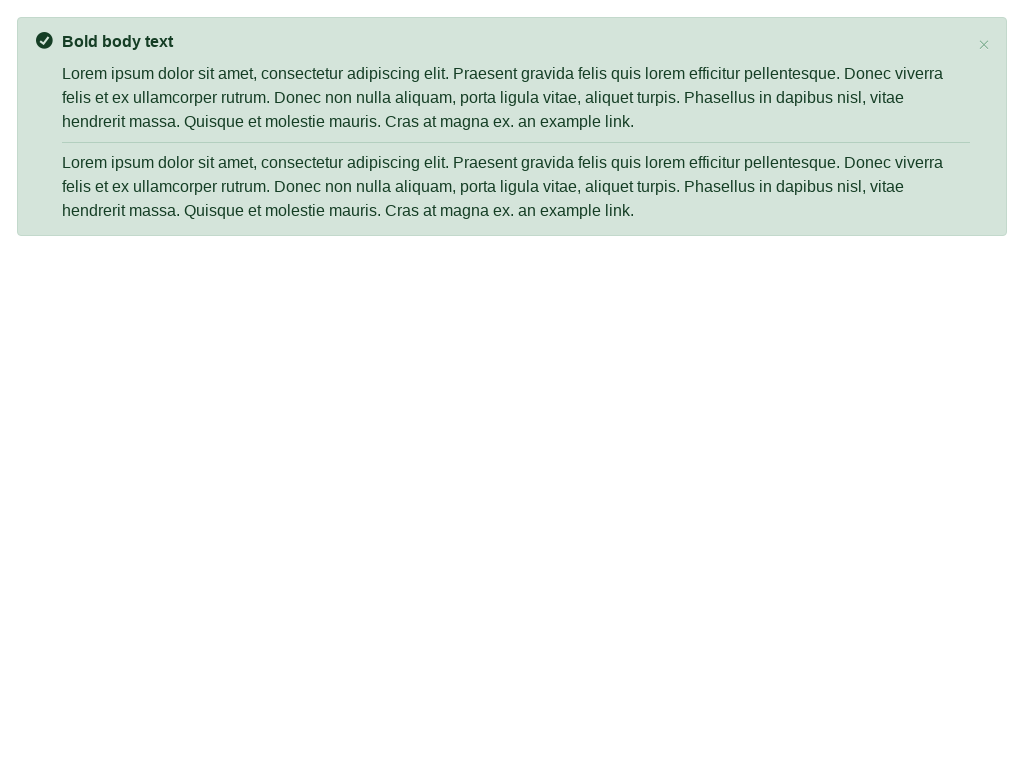 Bold body text
Lorem ipsum dolor sit amet, consectetur adipiscing elit. Praesent gravida felis quis lorem efficitur pellentesque. Donec viverra
felis et ex ullamcorper rutrum. Donec non nulla aliquam, porta ligula vitae, aliquet turpis. Phasellus in dapibus nisl, vitae
hendrerit massa. Quisque et molestie mauris. Cras at magna ex. an example link.
Lorem ipsum dolor sit amet, consectetur adipiscing elit. Praesent gravida felis quis lorem efficitur pellentesque. Donec viverra
felis et ex ullamcorper rutrum. Donec non nulla aliquam, porta ligula vitae, aliquet turpis. Phasellus in dapibus nisl, vitae
hendrerit massa. Quisque et molestie mauris. Cras at magna ex. an example link.